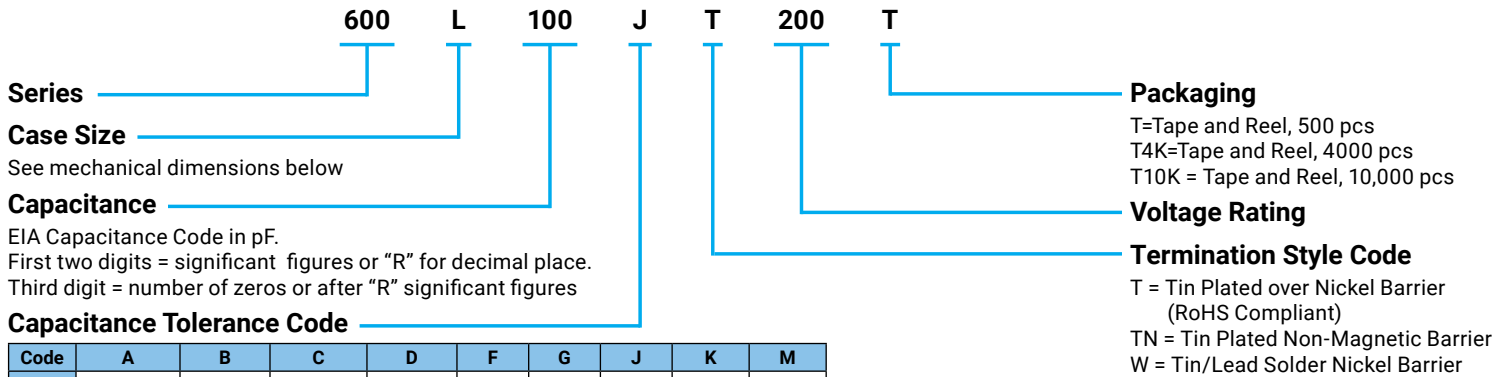 600 L 100 J T 200 T
Series
Case Size
See mechanical dimensions below
Capacitance
EIA Capacitance Code in pF.
First two digits = significant figures or “R” for decimal place.
Third digit = number of zeros or after “R” significant figures
Capacitance Tolerance Code
Code A B C D F G J K M
Packaging
T=Tape and Reel, 500 pcs
T4K=Tape and Reel, 4000 pcs
T10K = Tape and Reel, 10,000 pcs
Voltage Rating
Termination Style Code
T = Tin Plated over Nickel Barrier
(RoHS Compliant)
TN = Tin Plated Non-Magnetic Barrier
W = Tin/Lead Solder Nickel Barrier